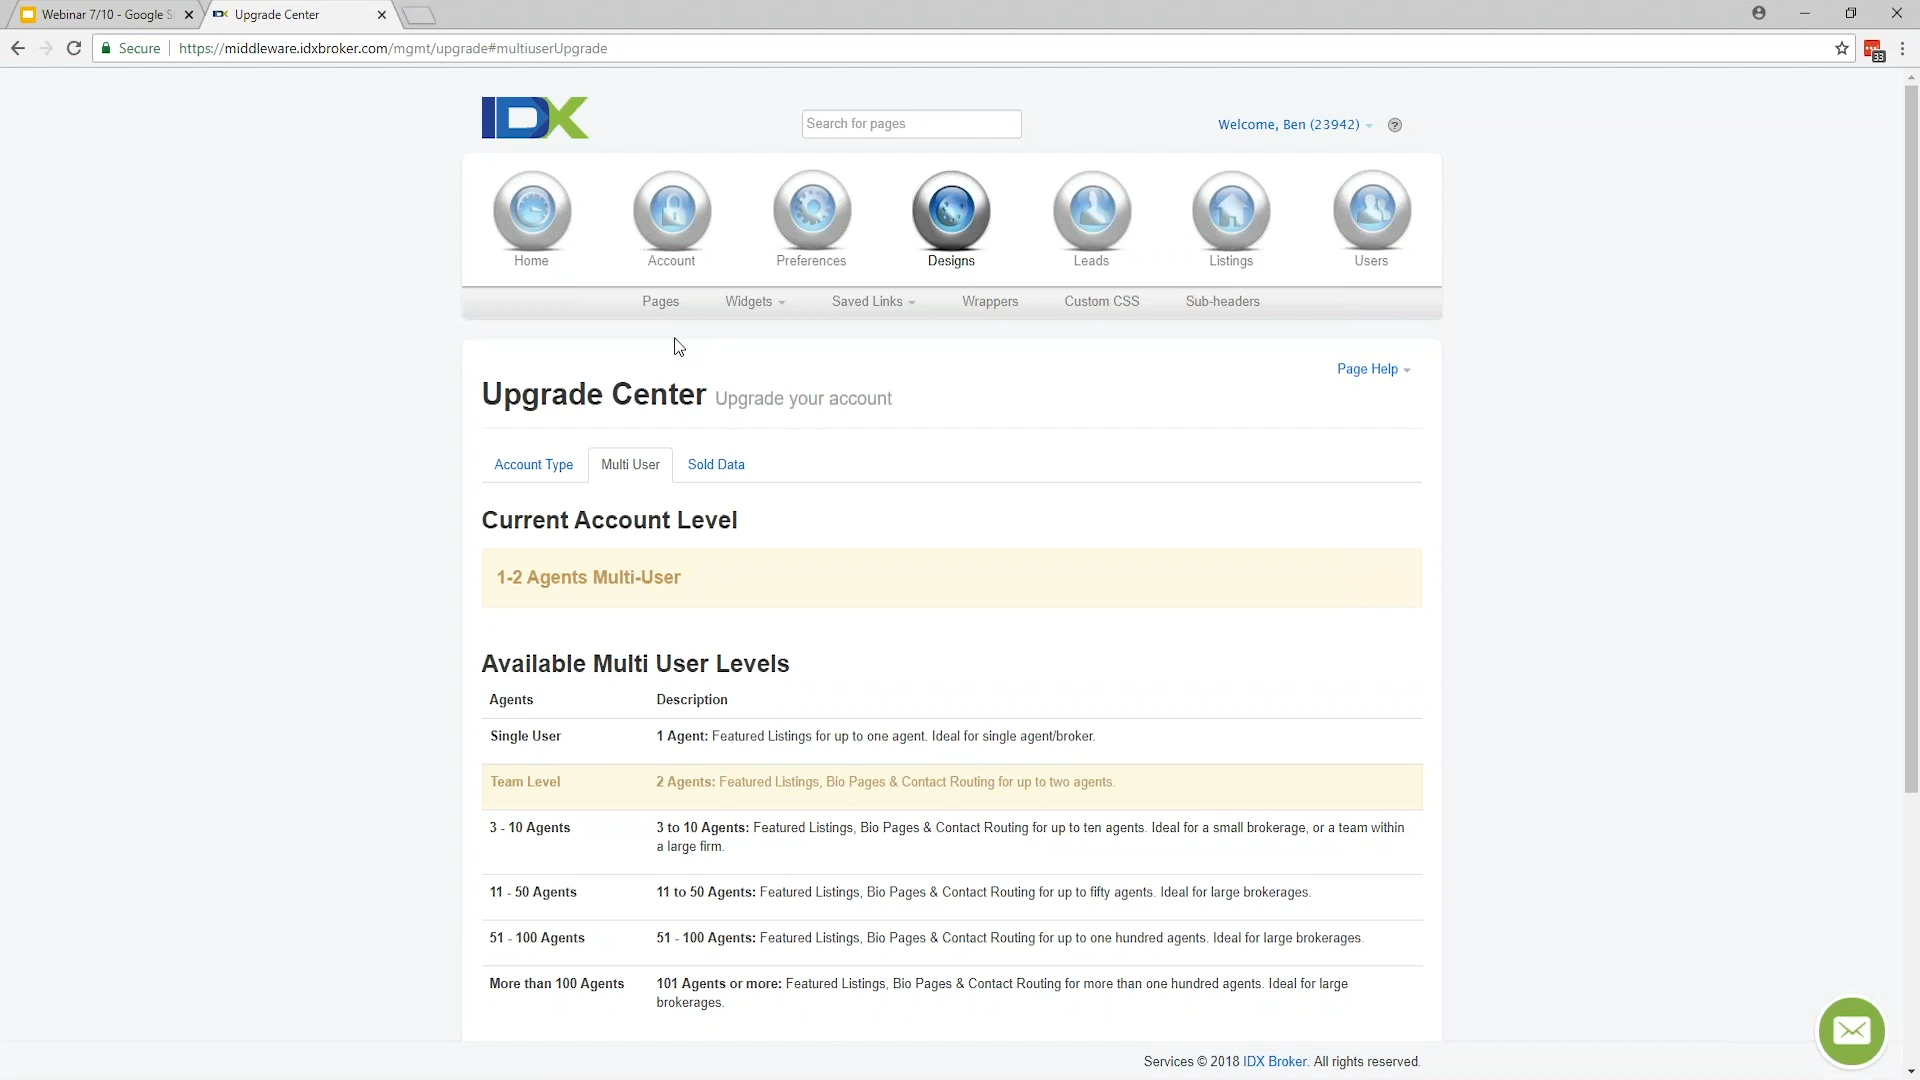 Webinar 7/10 - Google S
Upgrade Center
Secure
https://middleware.idxbroker.com/mgmt/upgrade#multiuserUpgrade
33
IDX
Search for pages
Welcome, Ben (23942)
?
Home
Account
Preferences
Designs
Leads
Listings
Users
Pages
Widgets
Saved Links
Wrappers
Custom CSS
Sub-headers
Page Help
Upgrade Center Upgrade your account
Account Type
Multi User
Sold Data
Current Account Level
1-2 Agents Multi-User
Available Multi User Levels
Agents Description
Single User 1 Agent: Featured Listings for up to one agent. Ideal for single agent/broker.
Team Level 2 Agents: Featured Listings, Bio Pages & Contact Routing for up to two agents.
3 - 10 Agents 3 to 10 Agents: Featured Listings, Bio Pages & Contact Routing for up to ten agents. Ideal for a small brokerage, or a team within
a large firm.
11 - 50 Agents 11 to 50 Agents: Featured Listings, Bio Pages & Contact Routing for up to fifty agents. Ideal for large brokerages.
51 - 100 Agents 51 - 100 Agents: Featured Listings, Bio Pages & Contact Routing for up to one hundred agents. Ideal for large brokerages.
More than 100 Agents 101 Agents or more: Featured Listings, Bio Pages & Contact Routing for more than one hundred agents. Ideal for large
brokerages.
Services © 2018 IDX Broker. All rights reserved.